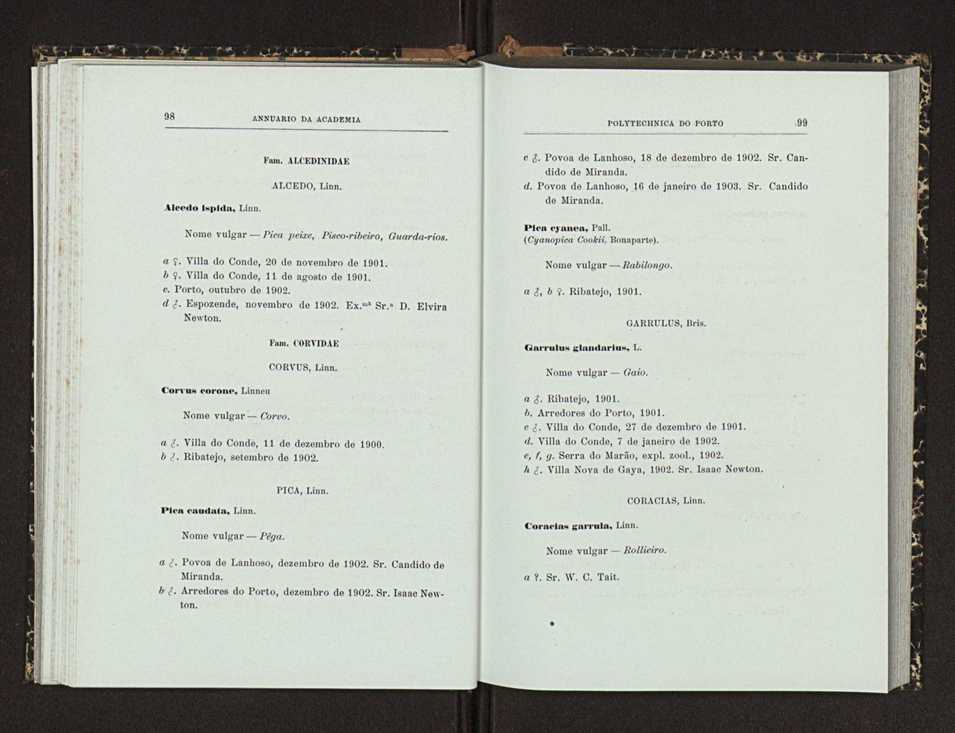 98
ANNUARIO DA ACADEMIA
Fam. ALCEDINIDAE
ALCEDO, Linn.
Alcedo ispida, Linn.
Nome vulgar — Pica peixe, Pisco-ribeiro, Guarda-rios.
a ♀. Villa do Conde, 20 de novembro de 1901.
b ♀. Villa do Conde, 11 de agosto de 1901.
c. Porto, outubro de 1902.
d ♂. Espozende, novembro de 1902. Ex.ᵐᵃ Sr.ᵃ D. Elvira
Newton.
Fam. CORVIDAE
CORVUS, Linn.
Corvus corone, Linneu
Nome vulgar — Corvo.
a ♂. Villa do Conde, 11 de dezembro de 1900.
b ♂. Ribatejo, setembro de 1902.
PICA, Linn.
Pica caudata, Linn.
Nome vulgar — Pêga.
a ♂. Povoa de Lanhoso, dezembro de 1902. Sr. Candido de
Miranda.
b ♂. Arredores do Porto, dezembro de 1902. Sr. Isaac New-
ton.
POLYTECHNICA DO PORTO
99
c ♂. Povoa de Lanhoso, 18 de dezembro de 1902. Sr. Can-
dido de Miranda.
d. Povoa de Lanhoso, 16 de janeiro de 1903. Sr. Candido
de Miranda.
Pica cyanea, Pall.
(Cyanopica Cookii, Bonaparte).
Nome vulgar — Rabilongo.
a ♂, b ♀. Ribatejo, 1901.
GARRULUS, Bris.
Garrulus glandarius, L.
Nome vulgar — Gaio.
a ♂. Ribatejo, 1901.
b. Arredores do Porto, 1901.
c ♂. Villa do Conde, 27 de dezembro de 1901.
d. Villa do Conde, 7 de janeiro de 1902.
e, f, g. Serra do Marão, expl. zool., 1902.
h ♂. Villa Nova de Gaya, 1902. Sr. Isaac Newton.
CORACIAS, Linn.
Coracias garrula, Linn.
Nome vulgar — Rollieiro.
a ?. Sr. W. C. Tait.